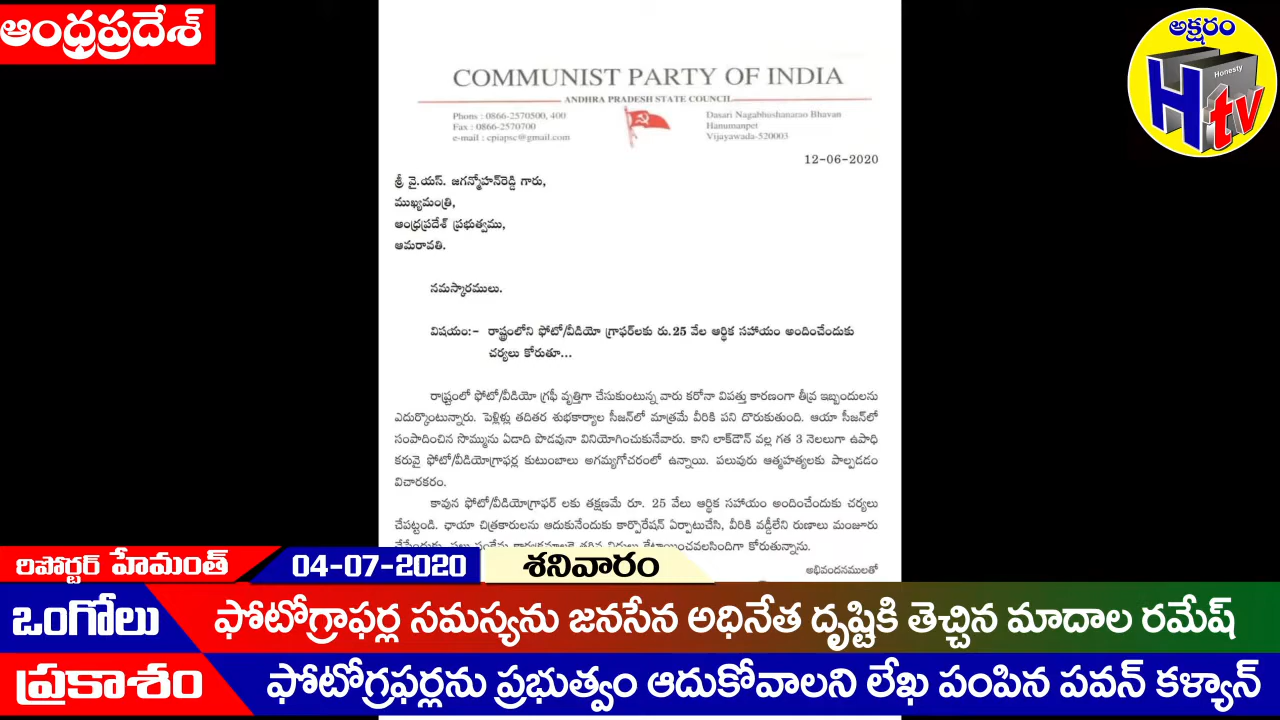 ఆంధ్రప్రదేశ్
అక్షరం
H Honesty
tv
COMMUNIST PARTY OF INDIA
ANDHRA PRADESH STATE COUNCIL
Phons : 0866-2570500, 400
Fax : 0866-2570700
e-mail : cpiapsc@gmail.com
Dasari Nagabhushanarao Bhavan
Hanumanpet
Vijayawada-520003
12-06-2020
శ్రీ వై.యస్. జగన్మోహన్‌రెడ్డి గారు,
ముఖ్యమంత్రి,
ఆంధ్రప్రదేశ్ ప్రభుత్వము,
అమరావతి.
నమస్కారములు.
విషయం:- రాష్ట్రంలోని ఫోటో/వీడియో గ్రాఫర్‌లకు రు.25 వేల ఆర్థిక సహాయం అందించేందుకు
చర్యలు కోరుతూ...
రాష్ట్రంలో ఫోటో/వీడియో గ్రఫీ వృత్తిగా చేసుకుంటున్న వారు కరోనా విపత్తు కారణంగా తీవ్ర ఇబ్బందులను
ఎదుర్కొంటున్నారు. పెళ్లిళ్లు తదితర శుభకార్యాల సీజన్‌లో మాత్రమే వీరికి పని దొరుకుతుంది. ఆయా సీజన్‌లో
సంపాదించిన సొమ్మును ఏడాది పొడవునా వినియోగించుకునేవారు. కాని లాక్‌డౌన్ వల్ల గత 3 నెలలుగా ఉపాధి
కరువై ఫోటో/వీడియోగ్రాఫర్ల కుటుంబాలు అగమ్యగోచరంలో ఉన్నాయి. పలువురు ఆత్మహత్యలకు పాల్పడడం
విచారకరం.
కావున ఫోటో/వీడియోగ్రాఫర్ లకు తక్షణమే రూ. 25 వేలు ఆర్థిక సహాయం అందించేందుకు చర్యలు
చేపట్టండి. ఛాయా చిత్రకారులను ఆదుకునేందుకు కార్పొరేషన్ ఏర్పాటుచేసి, వీరికి వడ్డీలేని రుణాలు మంజూరు
కేటాయించవలసిందిగా కోరుతున్నాను.
అభివందనములతో
రిపోర్టర్ హేమంత్
04-07-2020
శనివారం
ఒంగోలు
ఫోటోగ్రాఫర్ల సమస్యను జనసేన అధినేత దృష్టికి తెచ్చిన మాదాల రమేష్
ప్రకాశం
ఫోటోగ్రఫర్లను ప్రభుత్వం ఆదుకోవాలని లేఖ పంపిన పవన్ కళ్యాన్